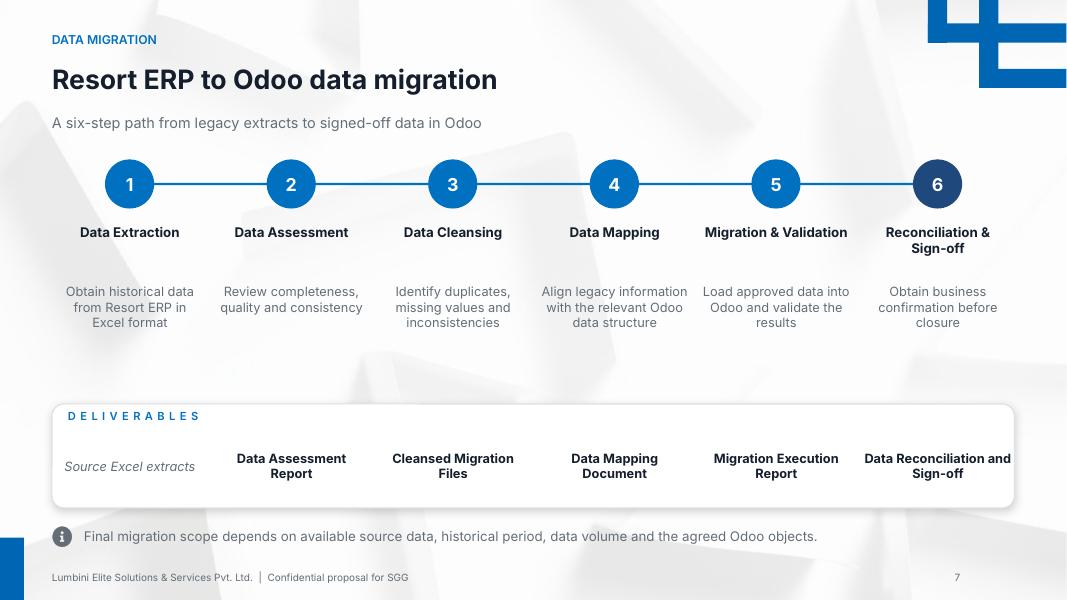 DATA MIGRATION
Resort ERP to Odoo data migration
A six-step path from legacy extracts to signed-off data in Odoo
1
2
3
4
5
6
Data Extraction
Data Assessment
Data Cleansing
Data Mapping
Migration & Validation
Reconciliation &
Sign-off
Obtain historical data
from Resort ERP in
Excel format
Review completeness,
quality and consistency
Identify duplicates,
missing values and
inconsistencies
Align legacy information
with the relevant Odoo
data structure
Load approved data into
Odoo and validate the
results
Obtain business
confirmation before
closure
DELIVERABLES
Source Excel extracts
Data Assessment
Report
Cleansed Migration
Files
Data Mapping
Document
Migration Execution
Report
Data Reconciliation and
Sign-off
Final migration scope depends on available source data, historical period, data volume and the agreed Odoo objects.
Lumbini Elite Solutions & Services Pvt. Ltd. | Confidential proposal for SGG
7